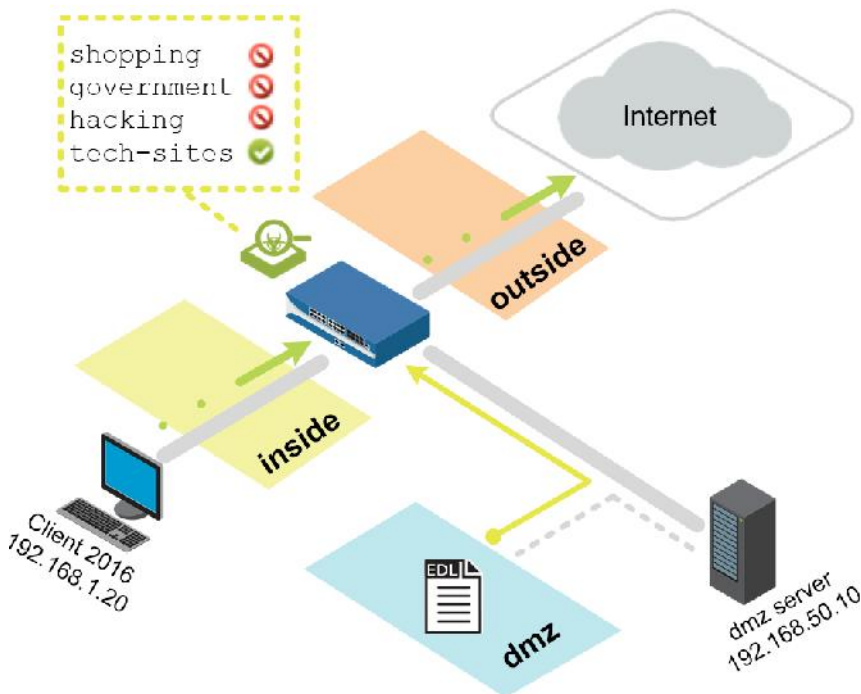 shopping
government
hacking
tech-sites
Internet
outside
inside
Client 2016
192.168.1.20
EDL
dmz
dmz server
192.168.50.10